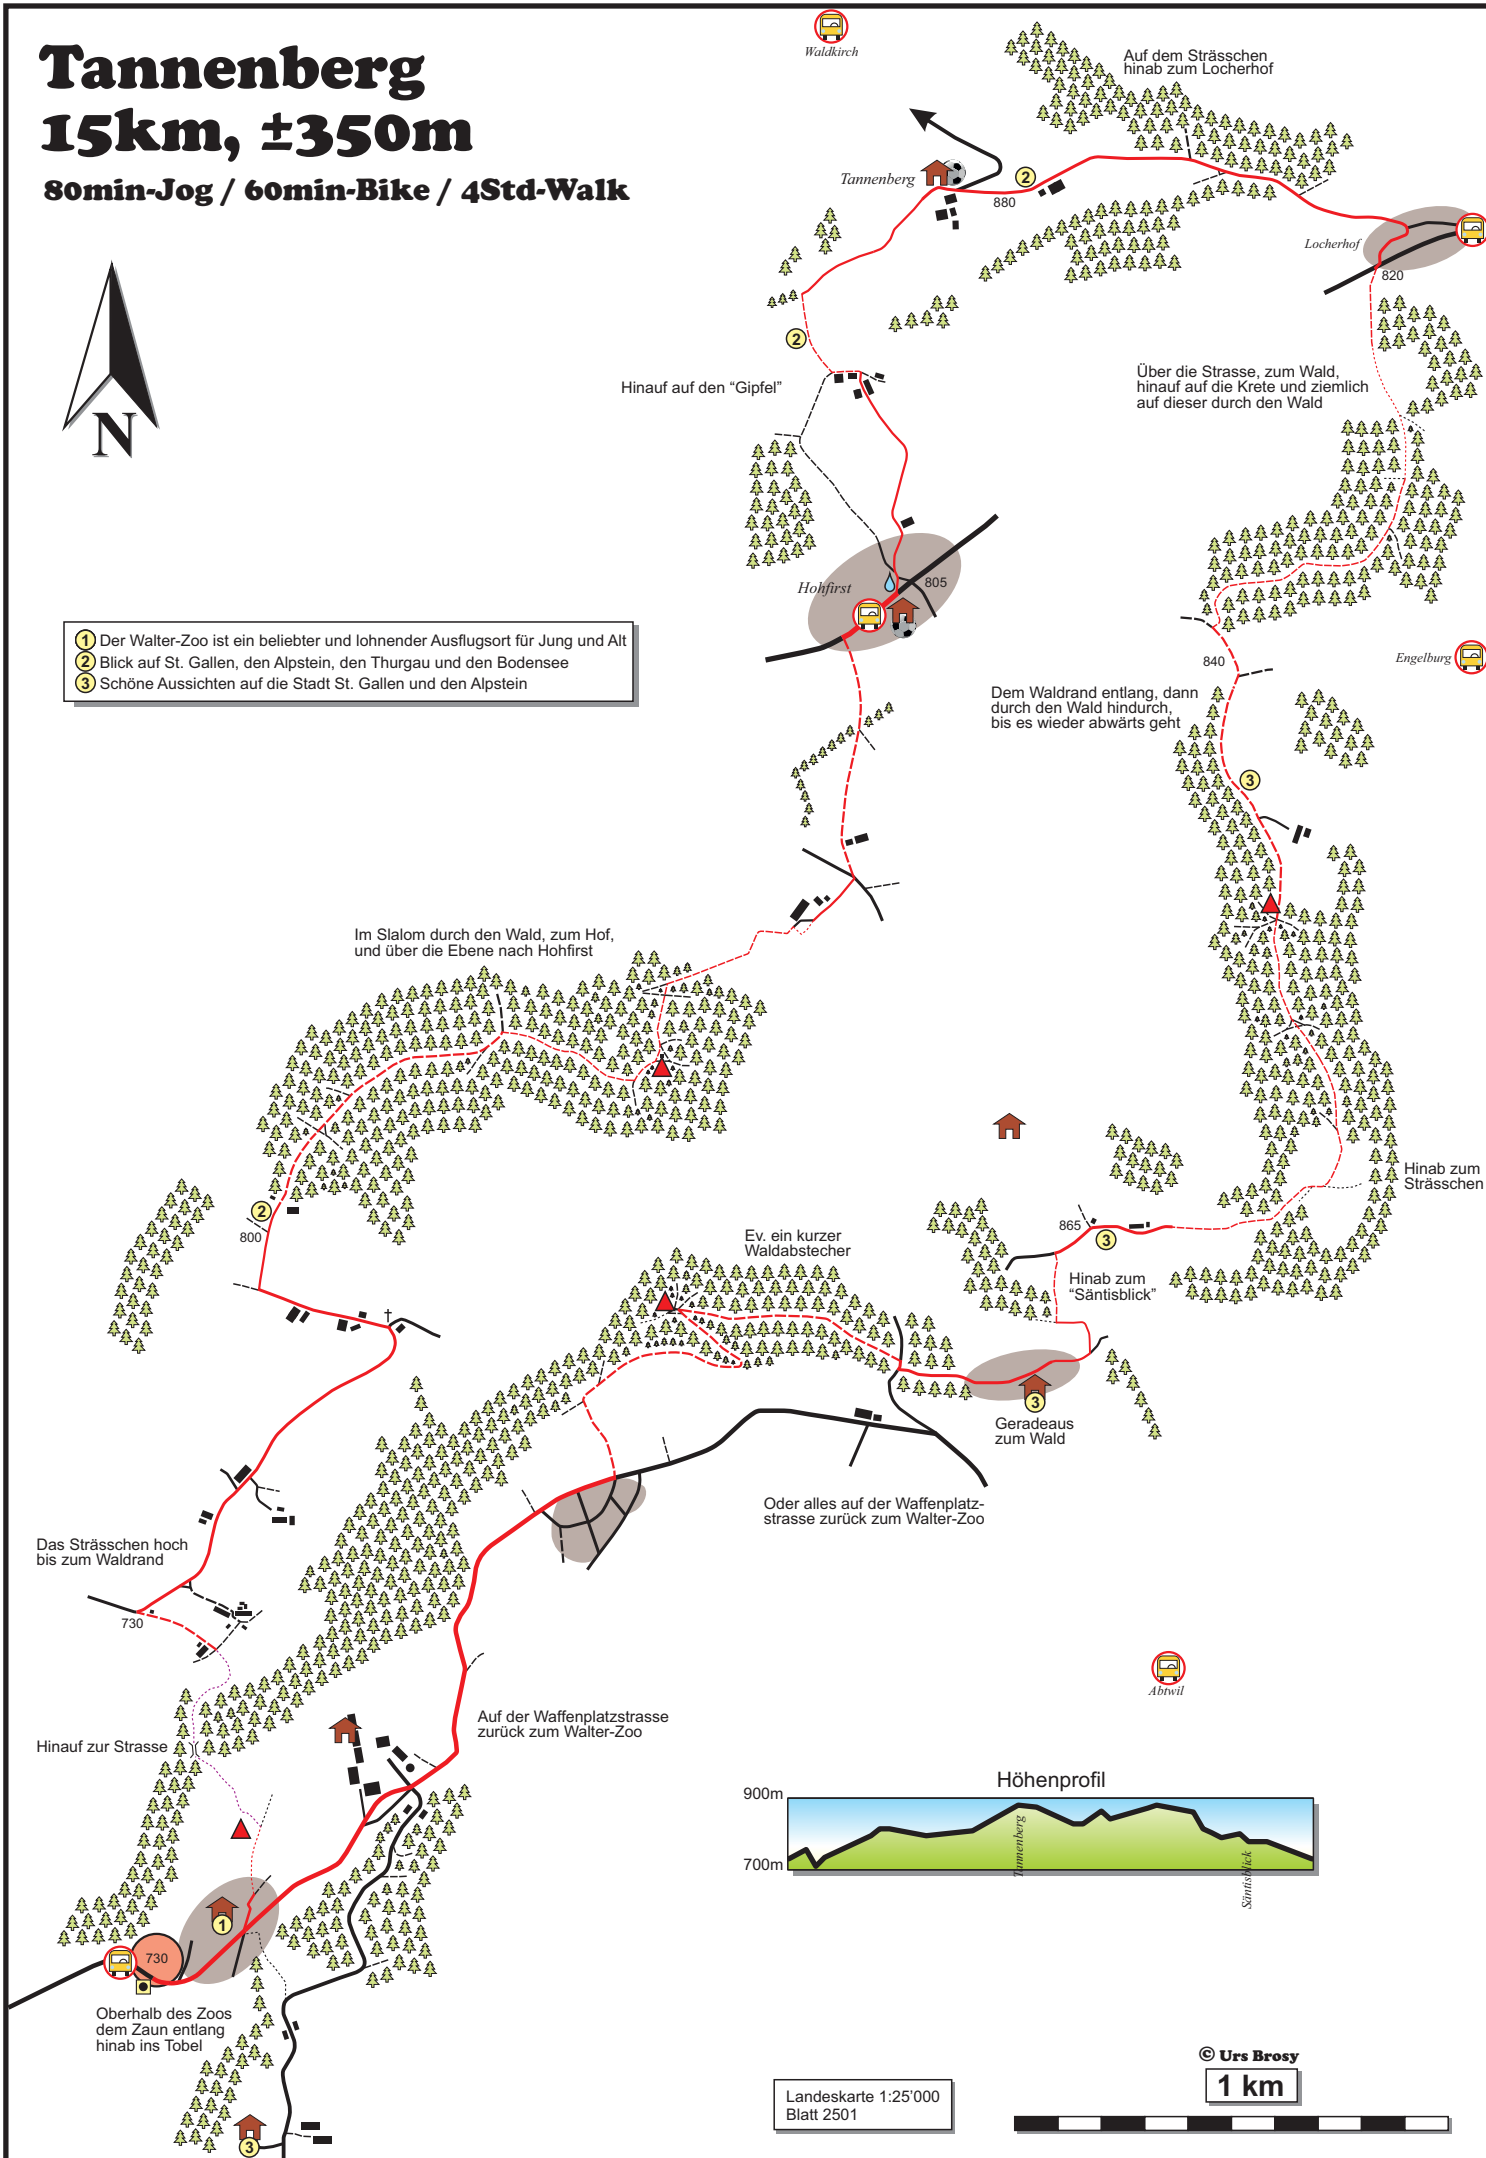 Tannenberg
15km, ±350m
80min-Jog / 60min-Bike / 4Std-Walk
Waldkirch
Auf dem Strässchen
hinab zum Locherhof
Tannenberg
2
880
Locherhof
820
N
2
Hinauf auf den “Gipfel”
Über die Strasse, zum Wald,
hinauf auf die Krete und ziemlich
auf dieser durch den Wald
Hohfirst
805
1 Der Walter-Zoo ist ein beliebter und lohnender Ausflugsort für Jung und Alt
2 Blick auf St. Gallen, den Alpstein, den Thurgau und den Bodensee
3 Schöne Aussichten auf die Stadt St. Gallen und den Alpstein
840
Engelburg
Dem Waldrand entlang, dann
durch den Wald hindurch,
bis es wieder abwärts geht
3
Im Slalom durch den Wald, zum Hof,
und über die Ebene nach Hohfirst
Hinab zum
Strässchen
2
800
865
3
Ev. ein kurzer
Waldabstecher
Hinab zum
“Säntisblick”
3
Geradeaus
zum Wald
Oder alles auf der Waffenplatz-
strasse zurück zum Walter-Zoo
Das Strässchen hoch
bis zum Waldrand
730
Abtwil
Auf der Waffenplatzstrasse
zurück zum Walter-Zoo
Hinauf zur Strasse
Höhenprofil
900m
700m
Tannenberg
Säntisblick
1
730
Oberhalb des Zoos
dem Zaun entlang
hinab ins Tobel
3
© Urs Brosy
1 km
Landeskarte 1:25’000
Blatt 2501